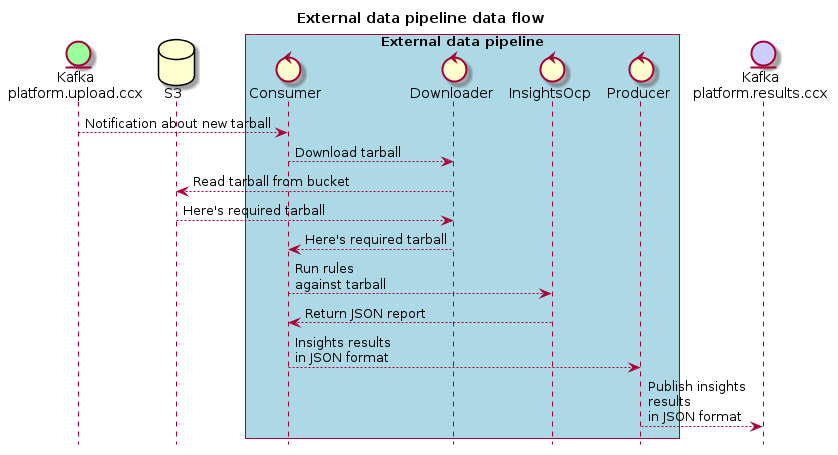 External data pipeline data flow
External data pipeline
Kafka
platform.upload.ccx
S3
Consumer
Downloader
InsightsOcp
Producer
Kafka
platform.results.ccx
Notification about new tarball
Download tarball
Read tarball from bucket
Here's required tarball
Here's required tarball
Run rules
against tarball
Return JSON report
Insights results
in JSON format
Publish insights
results
in JSON format